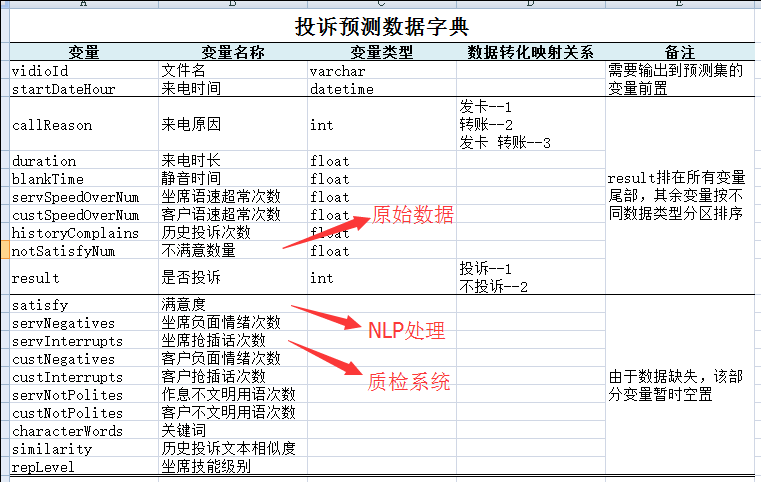 A B C D E
投诉预测数据字典
变量 变量名称 变量类型 数据转化映射关系 备注
vidioId 文件名 varchar 需要输出到预测集的
startDateHour 来电时间 datetime 变量前置
发卡--1
callReason 来电原因 int 转账--2
发卡 转账--3
duration 来电时长 float
blankTime 静音时间 float result排在所有变量
servSpeedOverNum 坐席语速超常次数 float 尾部，其余变量按不
custSpeedOverNum 客户语速超常次数 float 原始数据 同数据类型分区排序
historyComplains 历史投诉次数 float
notSatisfyNum 不满意数量 float
投诉--1
result 是否投诉 int
不投诉--2
satisfy 满意度
servNegatives 坐席负面情绪次数 NLP处理
servInterrupts 坐席抢插话次数
custNegatives 客户负面情绪次数
custInterrupts 客户抢插话次数 质检系统 由于数据缺失，该部
servNotPolites 作息不文明用语次数 分变量暂时空置
custNotPolites 客户不文明用语次数
characterWords 关键词
similarity 历史投诉文本相似度
repLevel 坐席技能级别